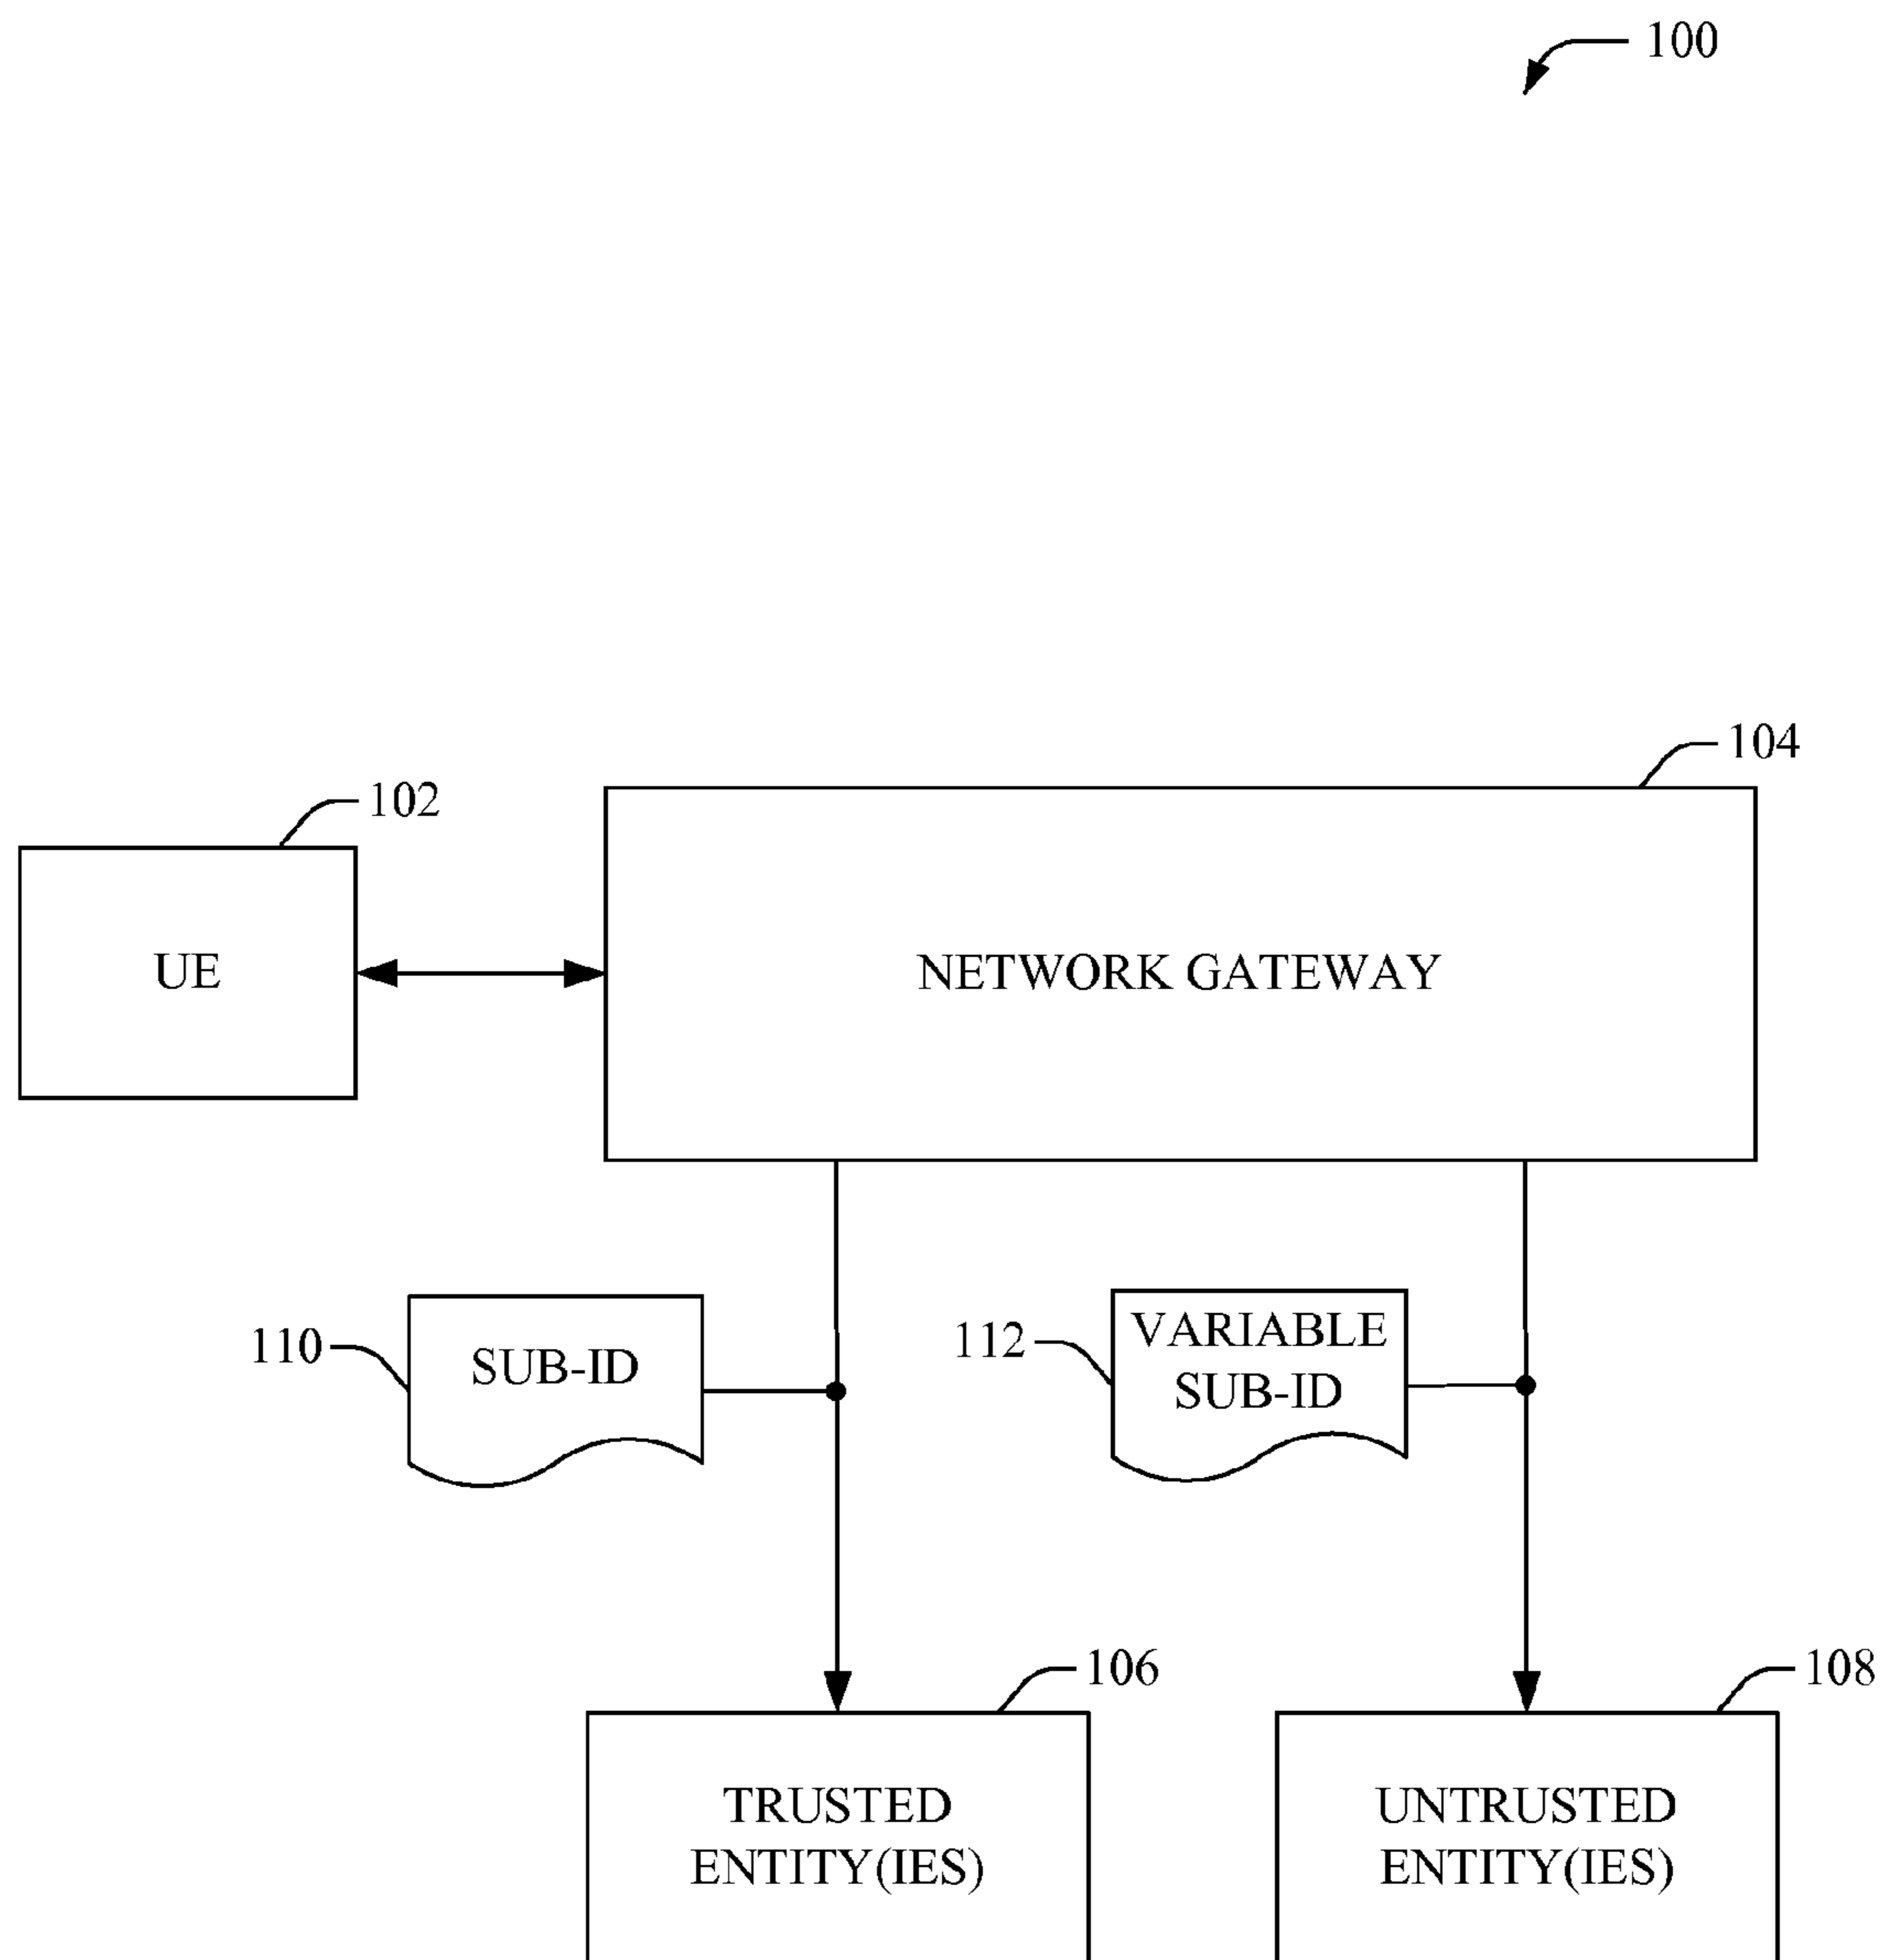 100
104
102
UE
NETWORK GATEWAY
110
SUB-ID
112
VARIABLE
SUB-ID
106
108
TRUSTED
ENTITY(IES)
UNTRUSTED
ENTITY(IES)